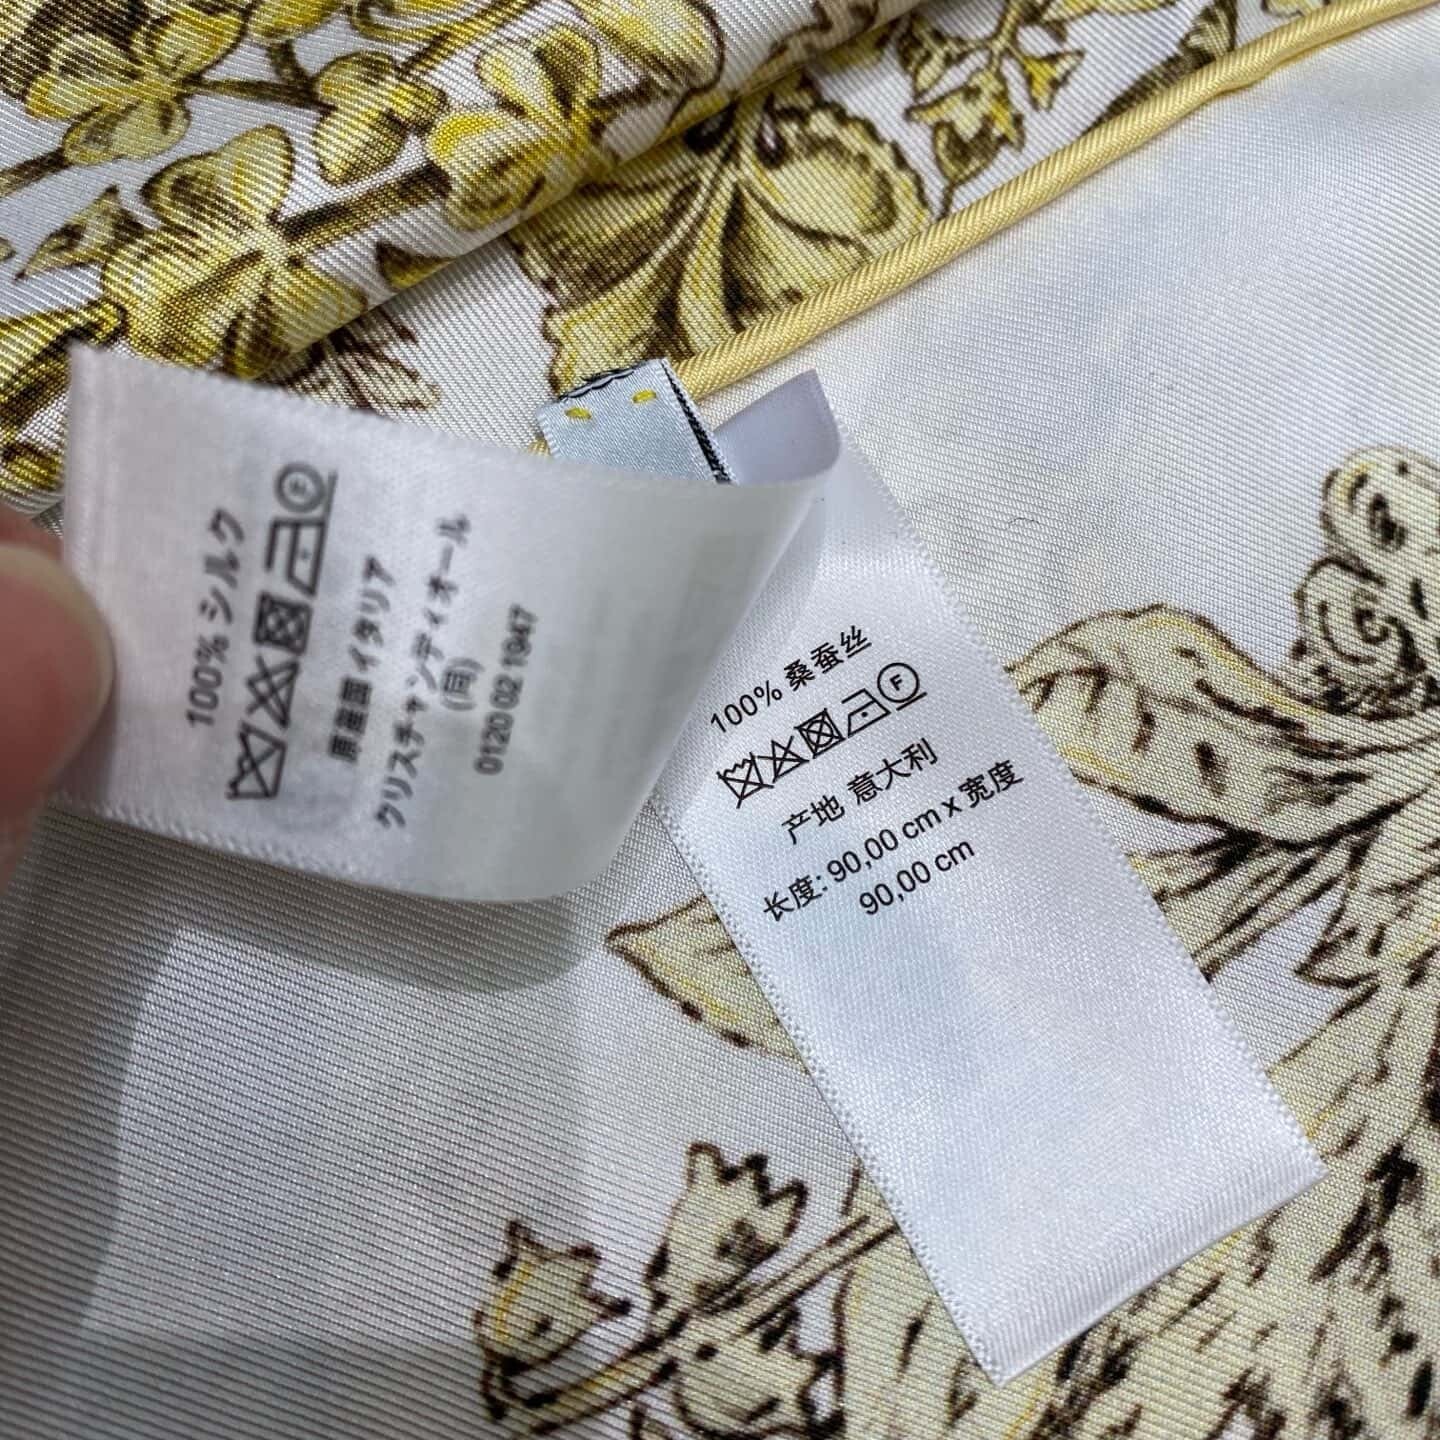 100% シルク
原産国イタリア
クリスチャンディオール
(同)
0120 02 1947
100% 桑蚕丝
F
产地 意大利
长度: 90,00 cm x 宽度
90,00 cm